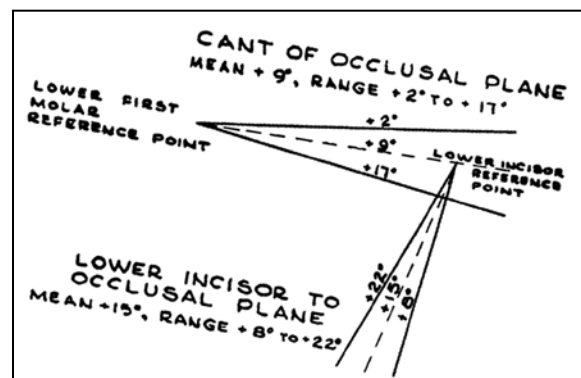 CANT OF OCCLUSAL PLANE
MEAN + 9°, RANGE +2° TO + 17°
LOWER FIRST
MOLAR
REFERENCE POINT
+2°
+9°
+17°
LOWER INCISOR
REFERENCE
POINT
LOWER INCISOR TO
OCCLUSAL PLANE
MEAN +15°, RANGE +8° TO +22°
+22°
+15°